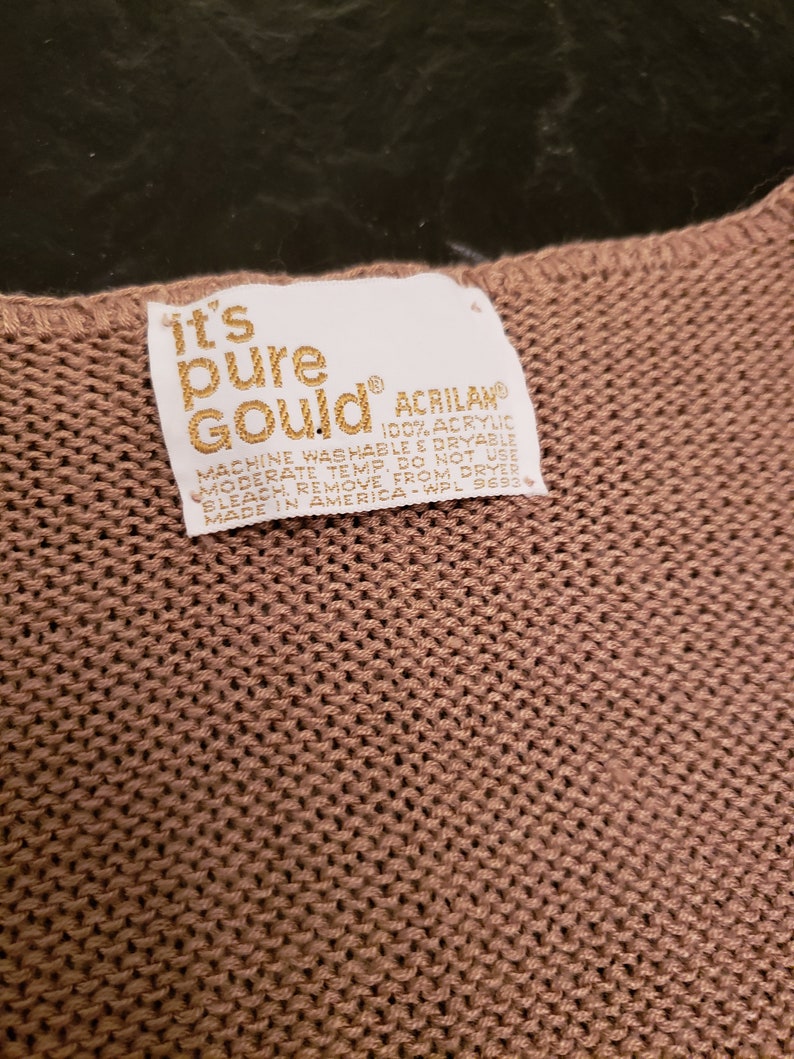 it's
pure
Gould® ACRILAN®
100% ACRYLIC
MACHINE WASHABLE & DRYABLE
MODERATE TEMP. DO NOT USE
BLEACH. REMOVE FROM DRYER
MADE IN AMERICA - WPL 9693